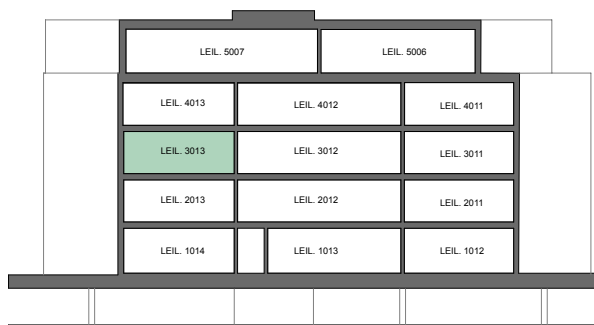 LEIL. 5007
LEIL. 5006
LEIL. 4013
LEIL. 4012
LEIL. 4011
LEIL. 3013
LEIL. 3012
LEIL. 3011
LEIL. 2013
LEIL. 2012
LEIL. 2011
LEIL. 1014
LEIL. 1013
LEIL. 1012